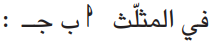 في المثلّث أ ب جـ :